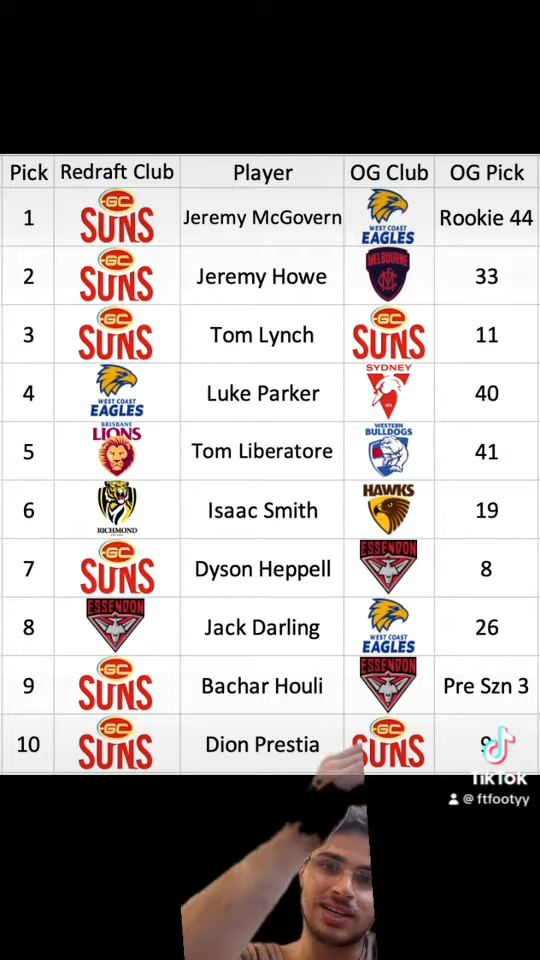 Pick Redraft Club Player OG Club OG Pick
1 GC SUNS Jeremy McGovern WEST COAST EAGLES Rookie 44
2 GC SUNS Jeremy Howe MELBOURNE 33
3 GC SUNS Tom Lynch GC SUNS 11
4 WEST COAST EAGLES Luke Parker SYDNEY 40
5 BRISBANE LIONS Tom Liberatore WESTERN BULLDOGS 41
6 RICHMOND Isaac Smith HAWKS 19
7 GC SUNS Dyson Heppell ESSENDON 8
8 ESSENDON Jack Darling WEST COAST EAGLES 26
9 GC SUNS Bachar Houli ESSENDON Pre Szn 3
10 GC SUNS Dion Prestia GC SUNS 9
TikTok
@ ftfootyy